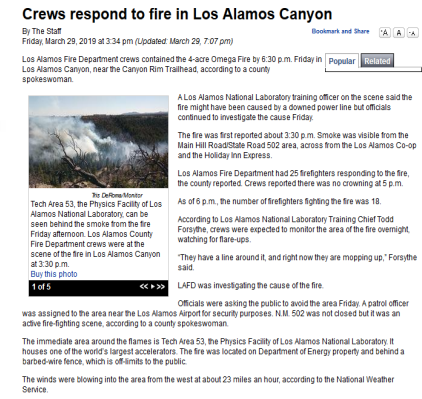 Crews respond to fire in Los Alamos Canyon
By The Staff
Bookmark and Share
+A A -A
Friday, March 29, 2019 at 3:34 pm (Updated: March 29, 7:07 pm)
Los Alamos Fire Department crews contained the 4-acre Omega Fire by 6:30 p.m. Friday in
Los Alamos Canyon, near the Canyon Rim Trailhead, according to a county
spokeswoman.
Popular Related
A Los Alamos National Laboratory training officer on the scene said the
fire might have been caused by a downed power line but officials
continued to investigate the cause Friday.
The fire was first reported about 3:30 p.m. Smoke was visible from the
Main Hill Road/State Road 502 area, across from the Los Alamos Co-op
and the Holiday Inn Express.
Los Alamos Fire Department had 25 firefighters responding to the fire,
the county reported. Crews reported there was no crowning at 5 p.m.
As of 6 p.m., the number of firefighters fighting the fire was 18.
According to Los Alamos National Laboratory Training Chief Todd
Forsythe, crews were expected to monitor the area of the fire overnight,
watching for flare-ups.
"They have a line around it, and right now they are mopping up," Forsythe
said.
LAFD was investigating the cause of the fire.
Tris DeRoma/Monitor
Tech Area 53, the Physics Facility of Los
Alamos National Laboratory, can be
seen behind the smoke from the fire
Friday afternoon. Los Alamos County
Fire Department crews were at the
scene of the fire in Los Alamos Canyon
at 3:30 p.m.
Buy this photo
1 of 5
Officials were asking the public to avoid the area Friday. A patrol officer
was assigned to the area near the Los Alamos Airport for security purposes. N.M. 502 was not closed but it was an
active fire-fighting scene, according to a county spokeswoman.
The immediate area around the flames is Tech Area 53, the Physics Facility of Los Alamos National Laboratory. It
houses one of the world's largest accelerators. The fire was located on Department of Energy property and behind a
barbed-wire fence, which is off-limits to the public.
The winds were blowing into the area from the west at about 23 miles an hour, according to the National Weather
Service.